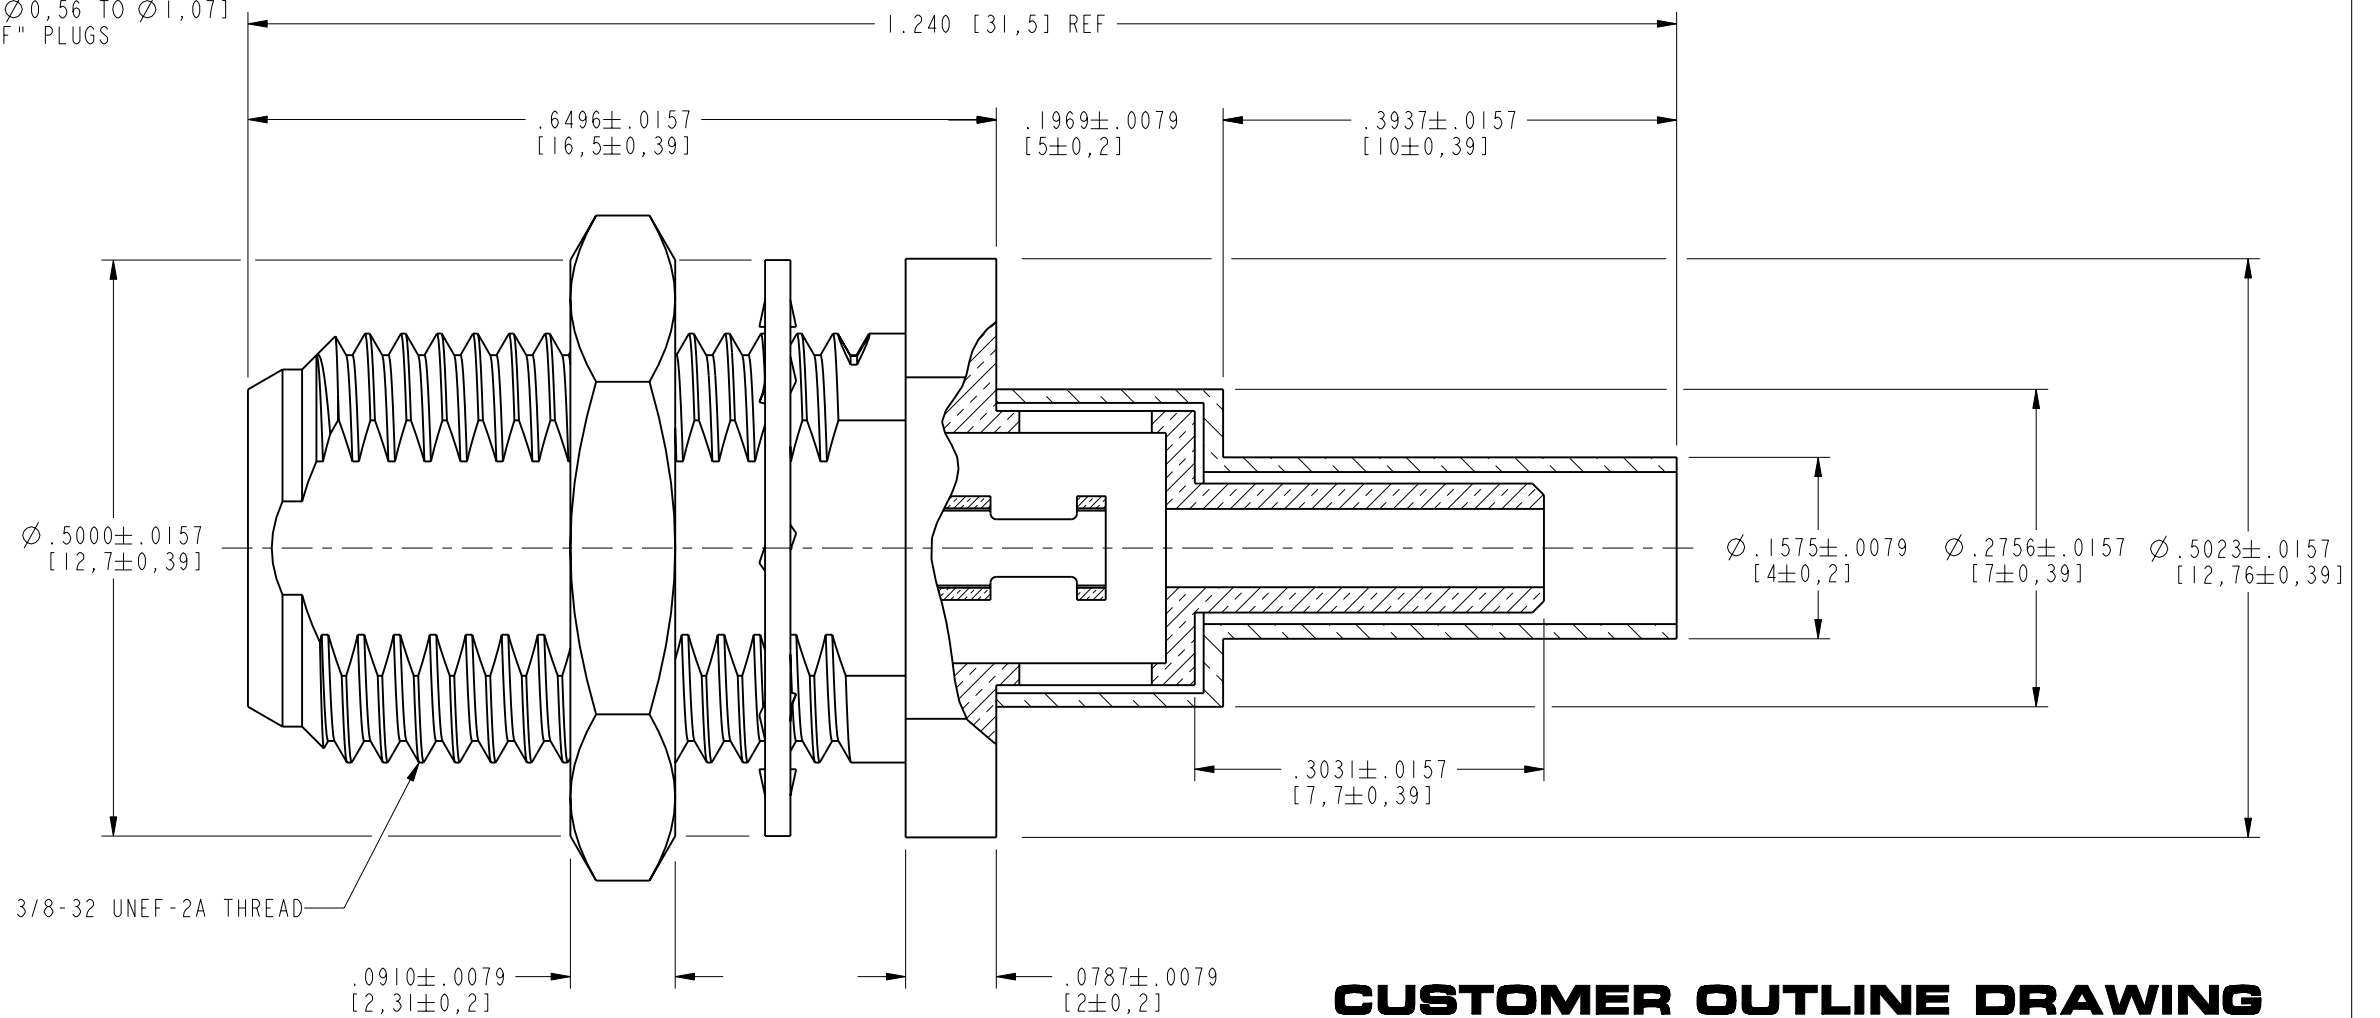 Ø0,56 TO Ø1,07]
F" PLUGS
1.240 [31,5] REF
.6496±.0157
[16,5±0,39]
.1969±.0079
[5±0,2]
.3937±.0157
[10±0,39]
Ø.5000±.0157
[12,7±0,39]
Ø.1575±.0079
[4±0,2]
Ø.2756±.0157
[7±0,39]
Ø.5023±.0157
[12,76±0,39]
.3031±.0157
[7,7±0,39]
3/8-32 UNEF-2A THREAD
.0910±.0079
[2,31±0,2]
.0787±.0079
[2±0,2]
CUSTOMER OUTLINE DRAWING